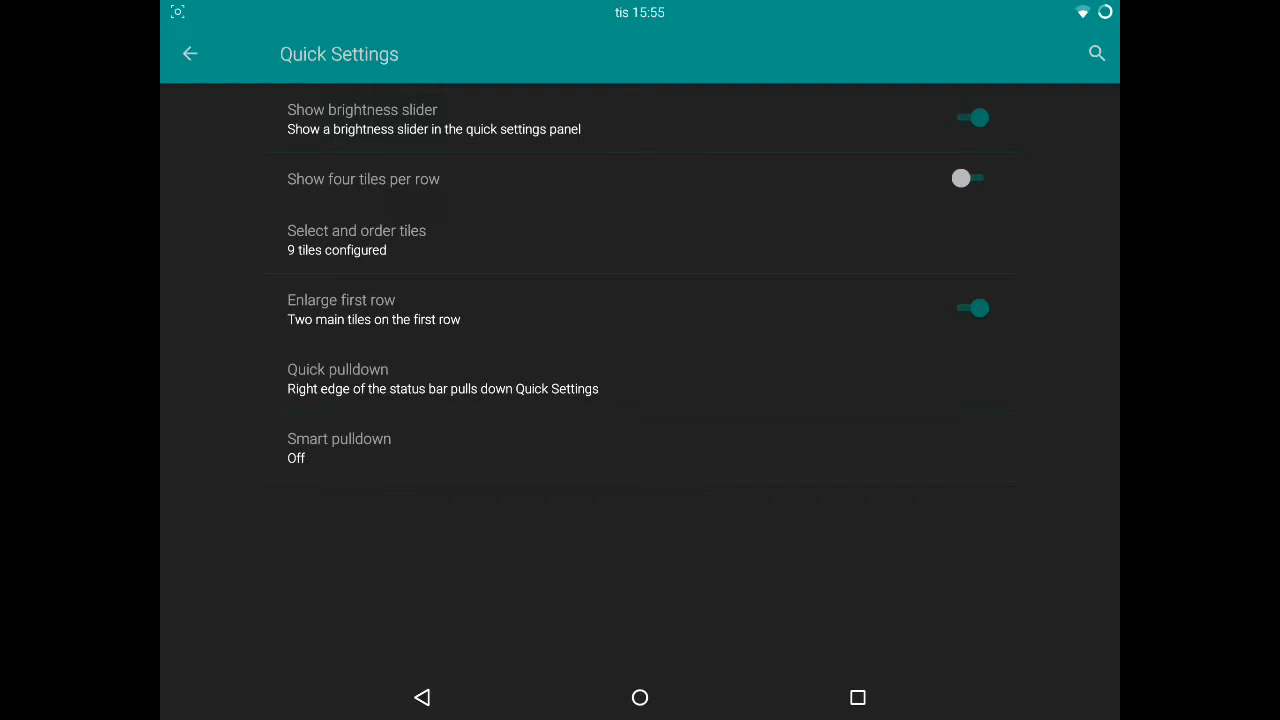 tis 15:55
Quick Settings
Show brightness slider
Show a brightness slider in the quick settings panel
Show four tiles per row
Select and order tiles
9 tiles configured
Enlarge first row
Two main tiles on the first row
Quick pulldown
Right edge of the status bar pulls down Quick Settings
Smart pulldown
Off